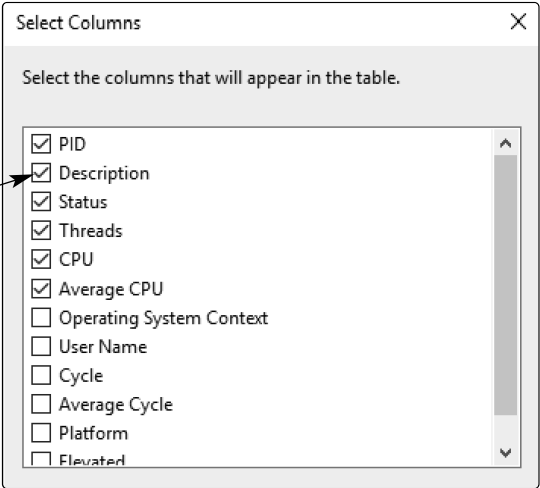 Select Columns
Select the columns that will appear in the table.
PID
Description
Status
Threads
CPU
Average CPU
Operating System Context
User Name
Cycle
Average Cycle
Platform
Elevated